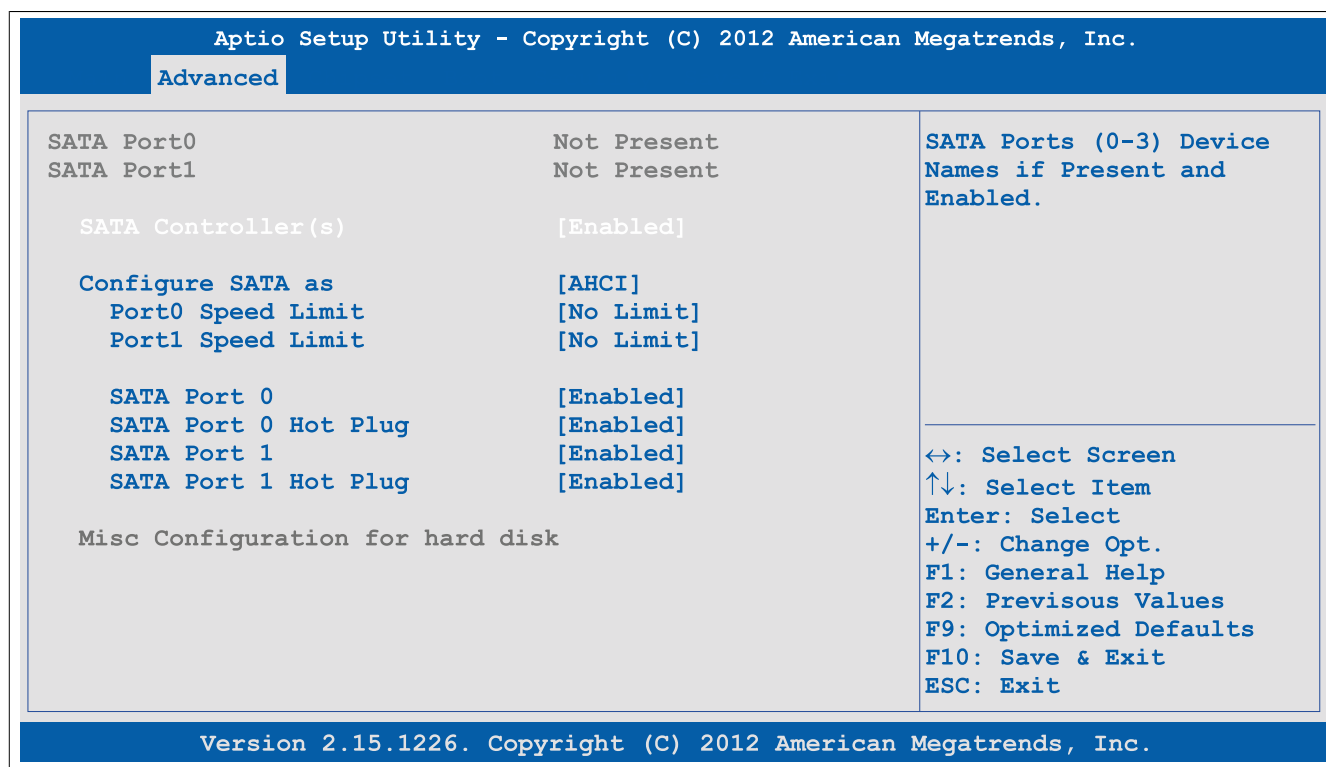 Aptio Setup Utility - Copyright (C) 2012 American Megatrends, Inc.
Advanced
SATA Port0 Not Present
SATA Port1 Not Present
SATA Controller(s) [Enabled]
Configure SATA as [AHCI]
Port0 Speed Limit [No Limit]
Port1 Speed Limit [No Limit]
SATA Port 0 [Enabled]
SATA Port 0 Hot Plug [Enabled]
SATA Port 1 [Enabled]
SATA Port 1 Hot Plug [Enabled]
Misc Configuration for hard disk
SATA Ports (0-3) Device
Names if Present and
Enabled.
↔: Select Screen
↑↓: Select Item
Enter: Select
+/-: Change Opt.
F1: General Help
F2: Previsous Values
F9: Optimized Defaults
F10: Save & Exit
ESC: Exit
Version 2.15.1226. Copyright (C) 2012 American Megatrends, Inc.